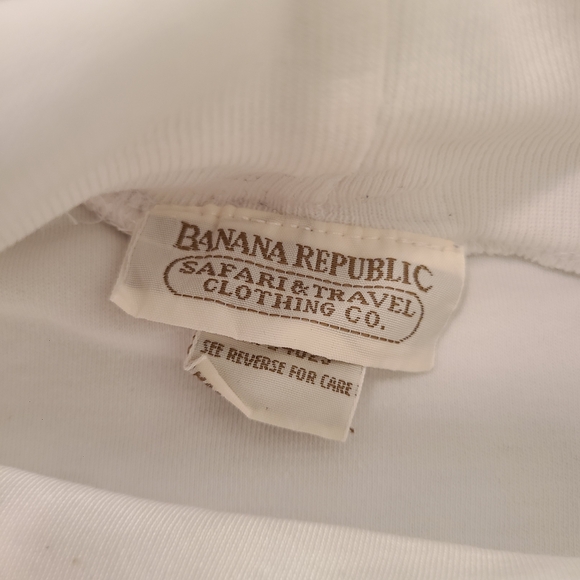 BANANA REPUBLIC
SAFARI & TRAVEL
CLOTHING CO.
SEE REVERSE FOR CARE